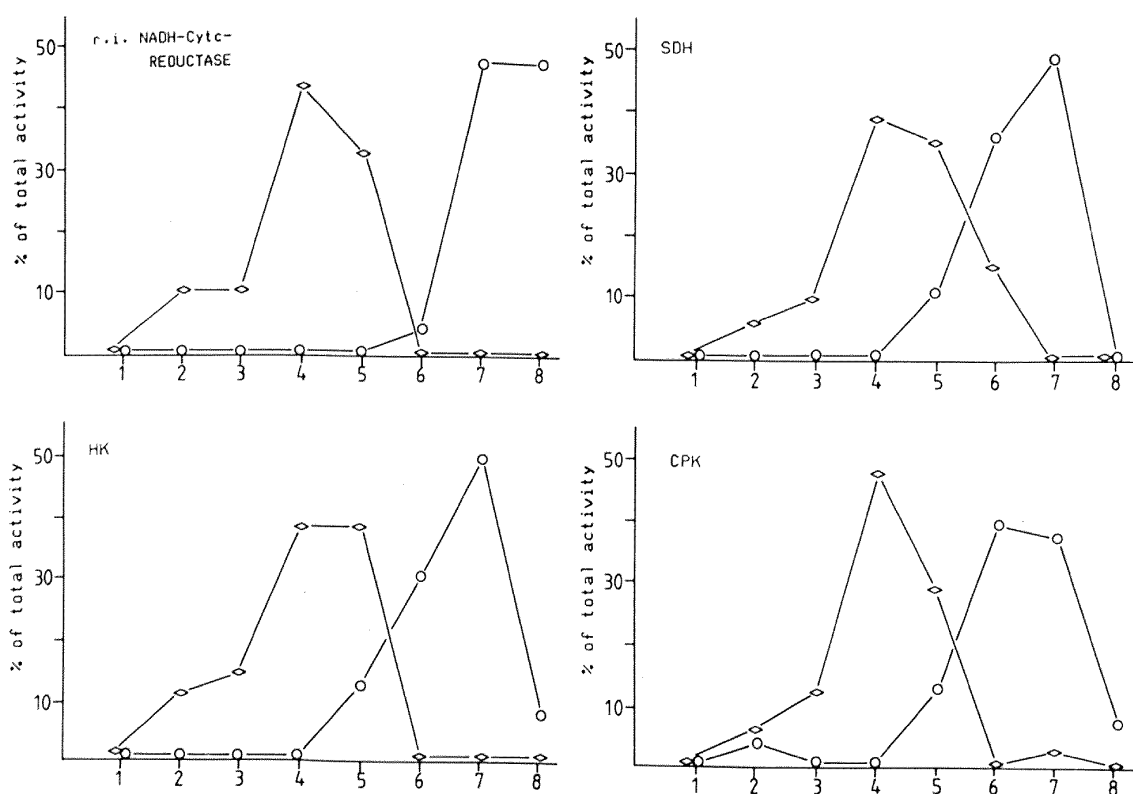 r.i. NADH-Cytc-
REDUCTASE
% of total activity
50
30
10
1 2 3 4 5 6 7 8
SDH
% of total activity
50
30
10
1 2 3 4 5 6 7 8
HK
% of total activity
50
30
10
1 2 3 4 5 6 7 8
CPK
% of total activity
50
30
10
1 2 3 4 5 6 7 8